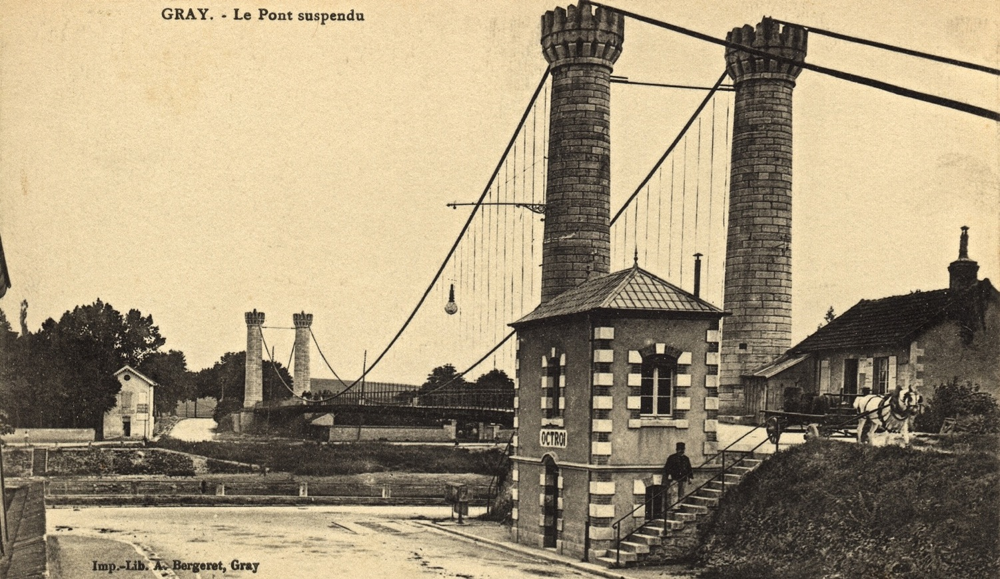 GRAY. - Le Pont suspendu
OCTROI
Imp.-Lib. A. Bergeret, Gray